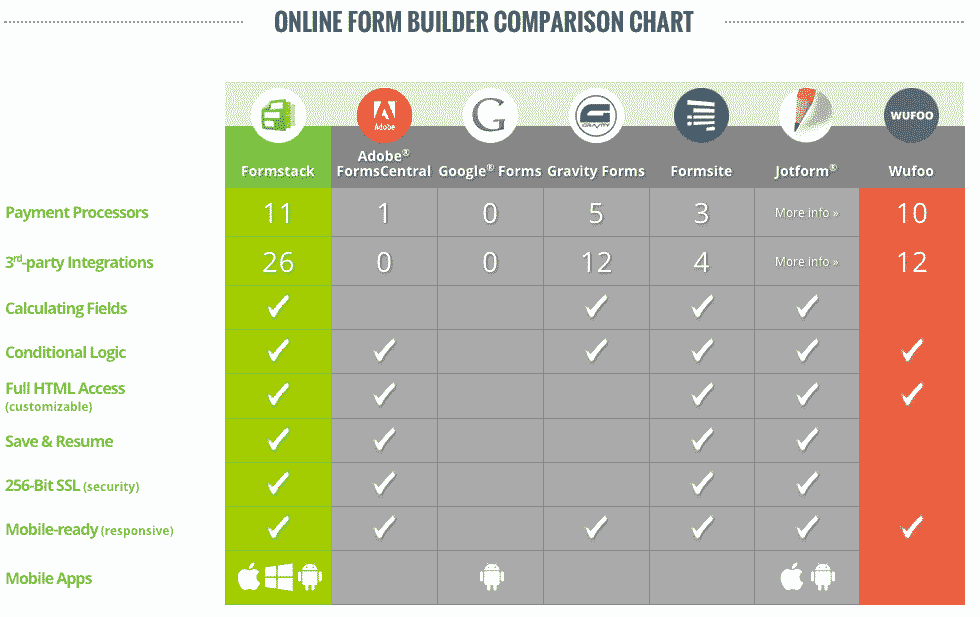 ONLINE FORM BUILDER COMPARISON CHART
Adobe
G
GRAVITY
WUFOO
Formstack
Adobe® FormsCentral
Google® Forms
Gravity Forms
Formsite
Jotform®
Wufoo
Payment Processors 11 1 0 5 3 More info » 10
3rd-party Integrations 26 0 0 12 4 More info » 12
Calculating Fields
Conditional Logic
Full HTML Access
(customizable)
Save & Resume
256-Bit SSL (security)
Mobile-ready (responsive)
Mobile Apps